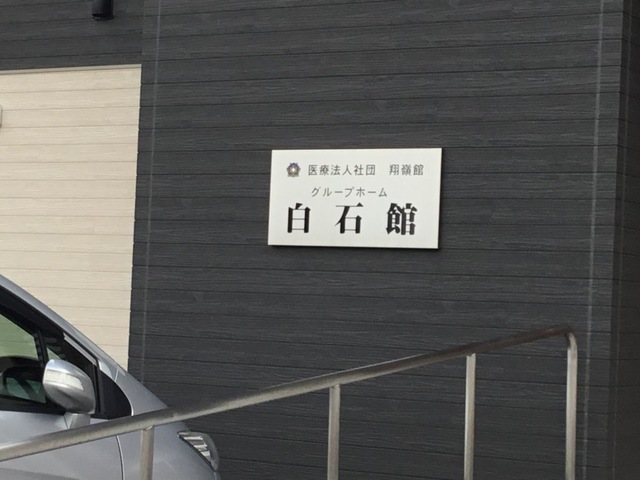 医療法人社団　翔嶺館
グループホーム
白石館